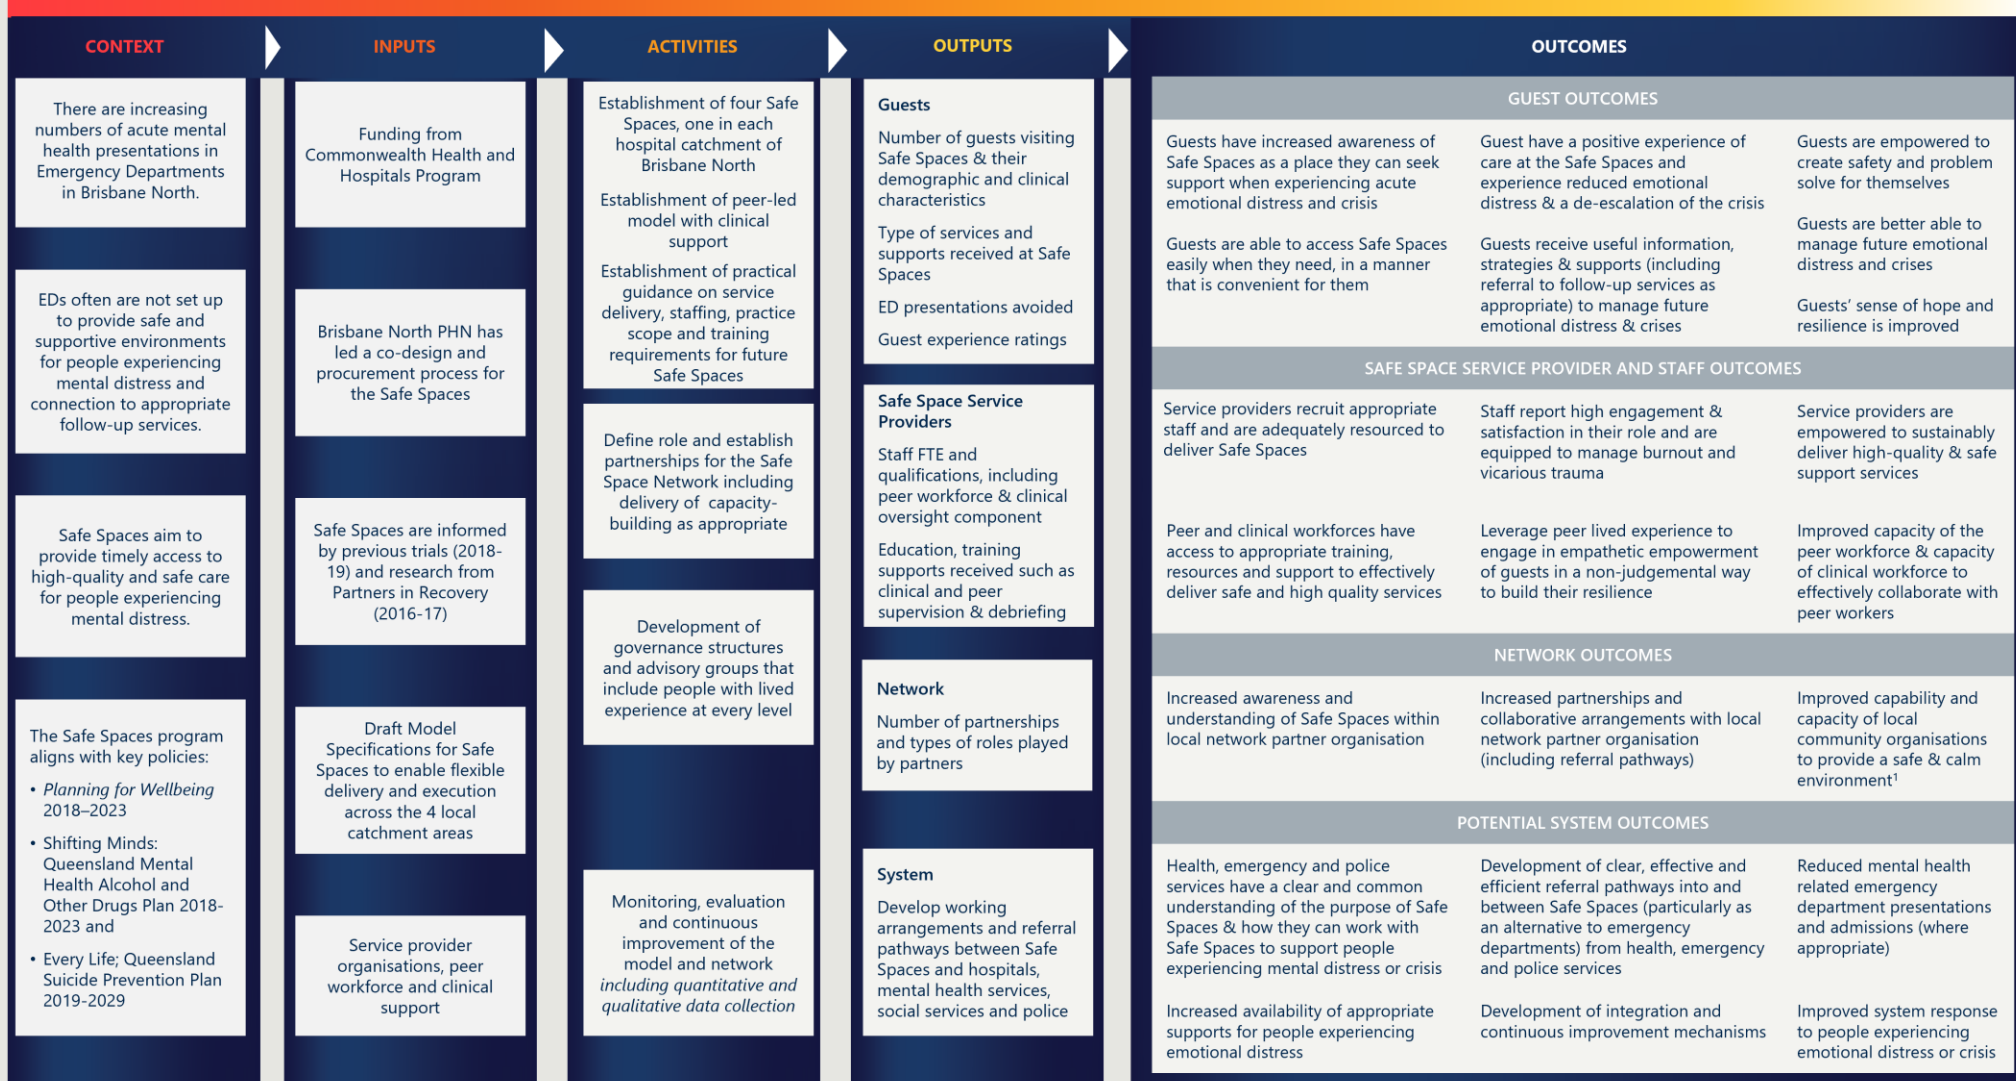 CONTEXT
There are increasing
numbers of acute mental
health presentations in
Emergency Departments
in Brisbane North.
EDs often are not set up
to provide safe and
supportive environments
for people experiencing
mental distress and
connection to appropriate
follow-up services.
Safe Spaces aim to
provide timely access to
high-quality and safe care
for people experiencing
mental distress.
The Safe Spaces program
aligns with key policies:
• Planning for Wellbeing
2018–2023
• Shifting Minds:
Queensland Mental
Health Alcohol and
Other Drugs Plan 2018-
2023 and
• Every Life; Queensland
Suicide Prevention Plan
2019-2029
INPUTS
Funding from
Commonwealth Health and
Hospitals Program
Brisbane North PHN has
led a co-design and
procurement process for
the Safe Spaces
Safe Spaces are informed
by previous trials (2018-
19) and research from
Partners in Recovery
(2016-17)
Draft Model
Specifications for Safe
Spaces to enable flexible
delivery and execution
across the 4 local
catchment areas
Service provider
organisations, peer
workforce and clinical
support
ACTIVITIES
Establishment of four Safe
Spaces, one in each
hospital catchment of
Brisbane North
Establishment of peer-led
model with clinical
support
Establishment of practical
guidance on service
delivery, staffing, practice
scope and training
requirements for future
Safe Spaces
Define role and establish
partnerships for the Safe
Space Network including
delivery of capacity-
building as appropriate
Development of
governance structures
and advisory groups that
include people with lived
experience at every level
Monitoring, evaluation
and continuous
improvement of the
model and network
including quantitative and
qualitative data collection
OUTPUTS
Guests
Number of guests visiting
Safe Spaces & their
demographic and clinical
characteristics
Type of services and
supports received at Safe
Spaces
ED presentations avoided
Guest experience ratings
Safe Space Service
Providers
Staff FTE and
qualifications, including
peer workforce & clinical
oversight component
Education, training
supports received such as
clinical and peer
supervision & debriefing
Network
Number of partnerships
and types of roles played
by partners
System
Develop working
arrangements and referral
pathways between Safe
Spaces and hospitals,
mental health services,
social services and police
OUTCOMES
GUEST OUTCOMES
Guests have increased awareness of
Safe Spaces as a place they can seek
support when experiencing acute
emotional distress and crisis
Guests are able to access Safe Spaces
easily when they need, in a manner
that is convenient for them
Guest have a positive experience of
care at the Safe Spaces and
experience reduced emotional
distress & a de-escalation of the crisis
Guests receive useful information,
strategies & supports (including
referral to follow-up services as
appropriate) to manage future
emotional distress & crises
Guests are empowered to
create safety and problem
solve for themselves
Guests are better able to
manage future emotional
distress and crises
Guests’ sense of hope and
resilience is improved
SAFE SPACE SERVICE PROVIDER AND STAFF OUTCOMES
Service providers recruit appropriate
staff and are adequately resourced to
deliver Safe Spaces
Peer and clinical workforces have
access to appropriate training,
resources and support to effectively
deliver safe and high quality services
Staff report high engagement &
satisfaction in their role and are
equipped to manage burnout and
vicarious trauma
Leverage peer lived experience to
engage in empathetic empowerment
of guests in a non-judgemental way
to build their resilience
Service providers are
empowered to sustainably
deliver high-quality & safe
support services
Improved capacity of the
peer workforce & capacity
of clinical workforce to
effectively collaborate with
peer workers
NETWORK OUTCOMES
Increased awareness and
understanding of Safe Spaces within
local network partner organisation
Increased partnerships and
collaborative arrangements with local
network partner organisation
(including referral pathways)
Improved capability and
capacity of local
community organisations
to provide a safe & calm
environment¹
POTENTIAL SYSTEM OUTCOMES
Health, emergency and police
services have a clear and common
understanding of the purpose of Safe
Spaces & how they can work with
Safe Spaces to support people
experiencing mental distress or crisis
Increased availability of appropriate
supports for people experiencing
emotional distress
Development of clear, effective and
efficient referral pathways into and
between Safe Spaces (particularly as
an alternative to emergency
departments) from health, emergency
and police services
Development of integration and
continuous improvement mechanisms
Reduced mental health
related emergency
department presentations
and admissions (where
appropriate)
Improved system response
to people experiencing
emotional distress or crisis